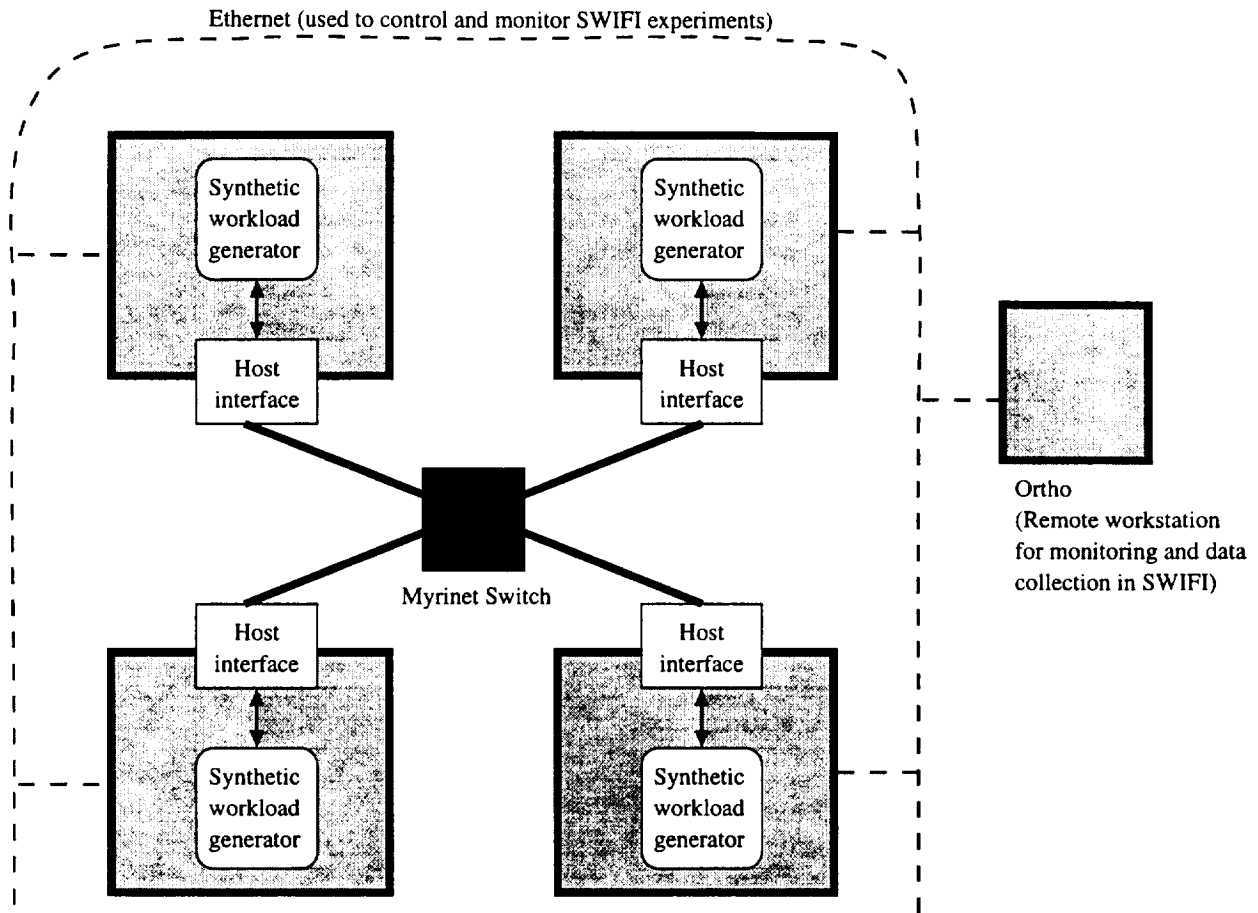 Ethernet (used to control and monitor SWIFI experiments)
Synthetic
workload
generator
Synthetic
workload
generator
Host
interface
Host
interface
Ortho
(Remote workstation
for monitoring and data
collection in SWIFI)
Myrinet Switch
Host
interface
Host
interface
Synthetic
workload
generator
Synthetic
workload
generator